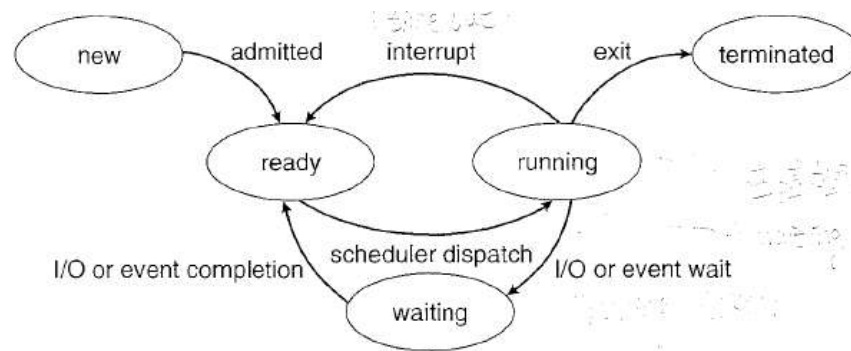 new
admitted
interrupt
exit
terminated
ready
running
I/O or event completion
scheduler dispatch
I/O or event wait
waiting